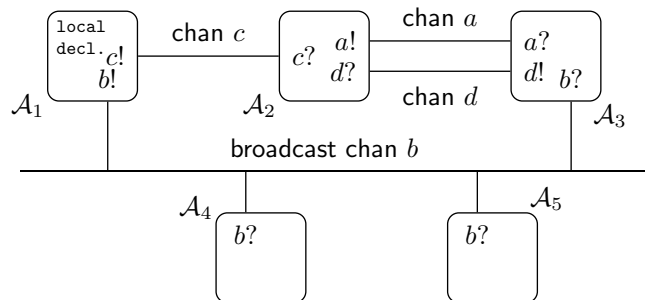 local
decl.
c!
b!
A₁
chan c
c?
a!
d?
A₂
chan a
chan d
a?
d!
b?
A₃
broadcast chan b
A₄
b?
A₅
b?